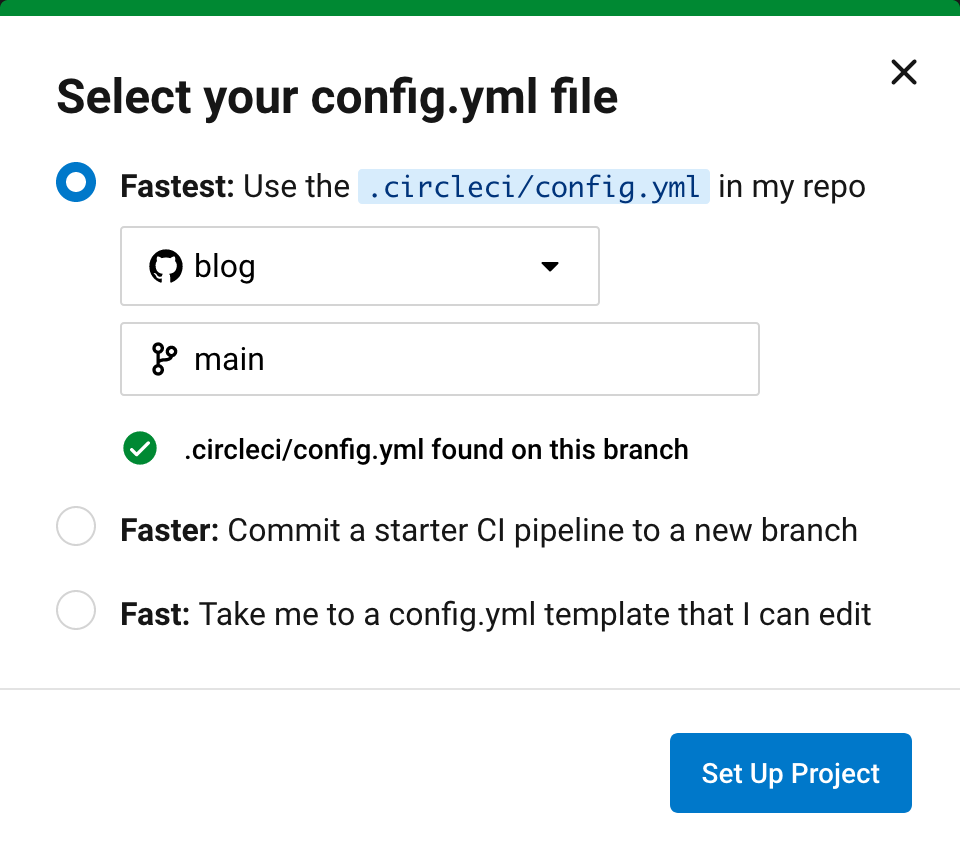 Select your config.yml file
Fastest: Use the .circleci/config.yml in my repo
blog
main
.circleci/config.yml found on this branch
Faster: Commit a starter CI pipeline to a new branch
Fast: Take me to a config.yml template that I can edit
Set Up Project